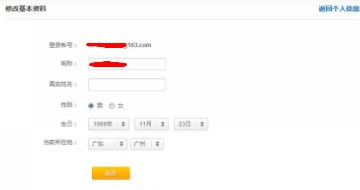 修改基本资料 返回个人信息
登录帐号： @163.com
昵称：
真实姓名：
性别： 男 女
生日： 1989年 11月 23日
当前所在地： 广东 广州